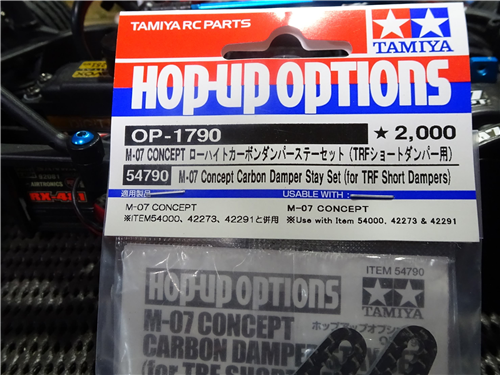 TAMIYA RC PARTS
TAMIYA
HOP-UP OPTIONS
OP-1790
★2,000
M-07 CONCEPT ローハイトカーボンダンパーステーセット（TRFショートダンパー用）
54790 M-07 Concept Carbon Damper Stay Set (for TRF Short Dampers)
適用製品
USABLE WITH:
M-07 CONCEPT
M-07 CONCEPT
※ITEM54000、42273、42291と併用
※Use with Item 54000, 42273 & 42291
ITEM 54790
HOP-UP OPTIONS
TAMIYA
M-07 CONCEPT
ホップアップオプション
CARBON DAMPER
(for TRF SHORT